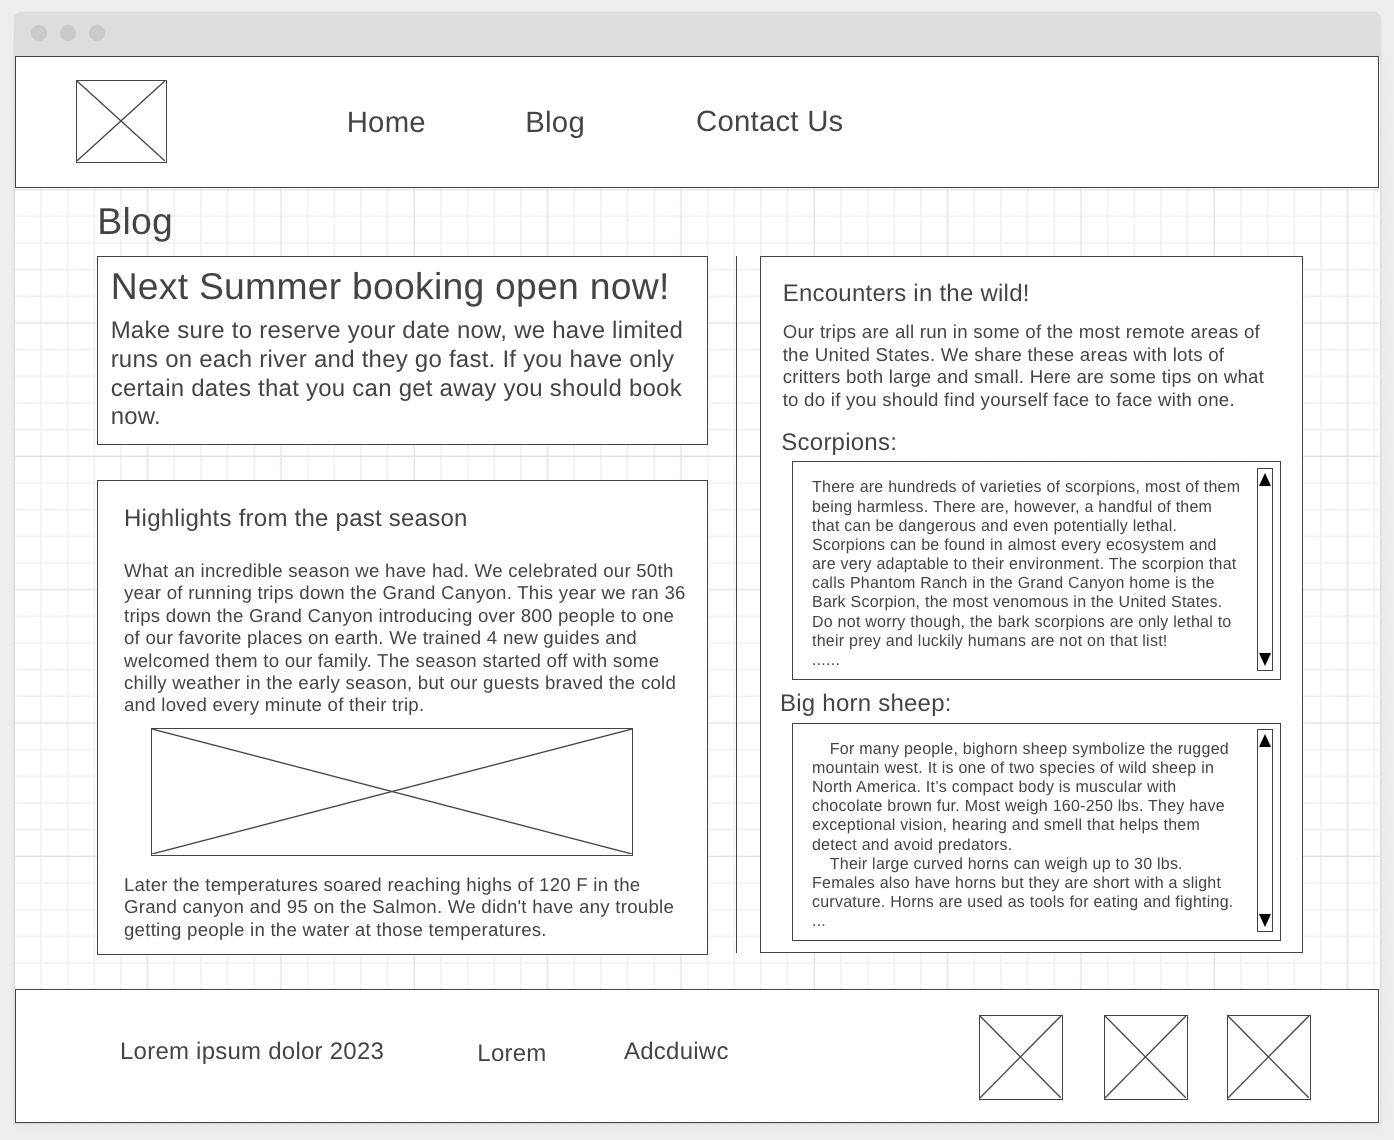 Home
Blog
Contact Us
Blog
Next Summer booking open now!
Make sure to reserve your date now, we have limited
runs on each river and they go fast. If you have only
certain dates that you can get away you should book
now.
Highlights from the past season
What an incredible season we have had. We celebrated our 50th
year of running trips down the Grand Canyon. This year we ran 36
trips down the Grand Canyon introducing over 800 people to one
of our favorite places on earth. We trained 4 new guides and
welcomed them to our family. The season started off with some
chilly weather in the early season, but our guests braved the cold
and loved every minute of their trip.
Later the temperatures soared reaching highs of 120 F in the
Grand canyon and 95 on the Salmon. We didn't have any trouble
getting people in the water at those temperatures.
Encounters in the wild!
Our trips are all run in some of the most remote areas of
the United States. We share these areas with lots of
critters both large and small. Here are some tips on what
to do if you should find yourself face to face with one.
Scorpions:
There are hundreds of varieties of scorpions, most of them
being harmless. There are, however, a handful of them
that can be dangerous and even potentially lethal.
Scorpions can be found in almost every ecosystem and
are very adaptable to their environment. The scorpion that
calls Phantom Ranch in the Grand Canyon home is the
Bark Scorpion, the most venomous in the United States.
Do not worry though, the bark scorpions are only lethal to
their prey and luckily humans are not on that list!
......
Big horn sheep:
For many people, bighorn sheep symbolize the rugged
mountain west. It is one of two species of wild sheep in
North America. It’s compact body is muscular with
chocolate brown fur. Most weigh 160-250 lbs. They have
exceptional vision, hearing and smell that helps them
detect and avoid predators.
Their large curved horns can weigh up to 30 lbs.
Females also have horns but they are short with a slight
curvature. Horns are used as tools for eating and fighting.
...
Lorem ipsum dolor 2023
Lorem
Adcduiwc